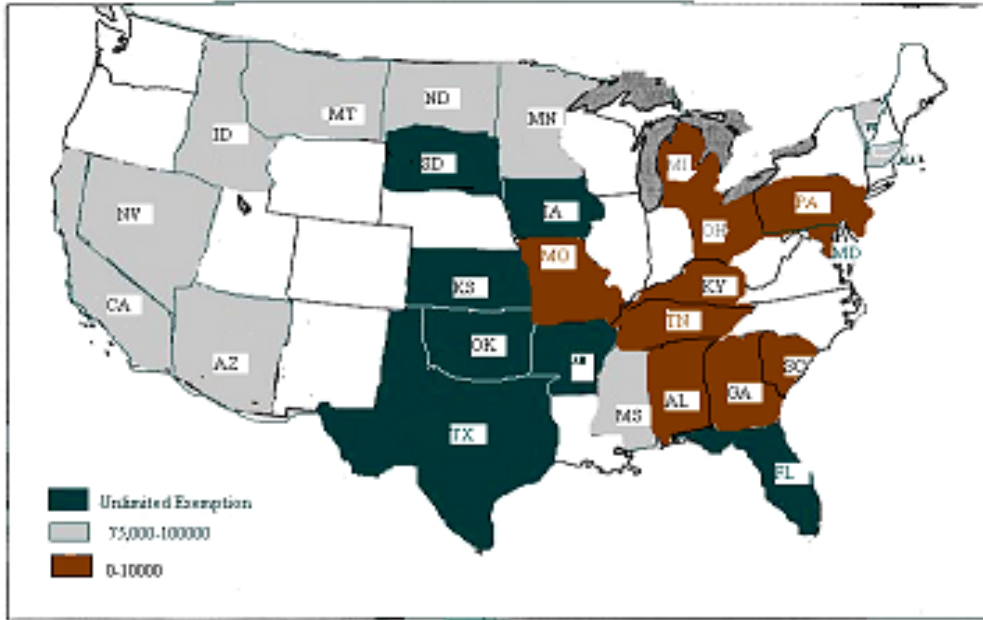 ND
MT
MN
ID
SD
MI
IA
PA
NV
OH
MO
MD
KS
KY
CA
TN
OK
AR
AZ
SC
GA
AL
MS
TX
FL
Unlimited Exemption
75,000-100000
0-10000